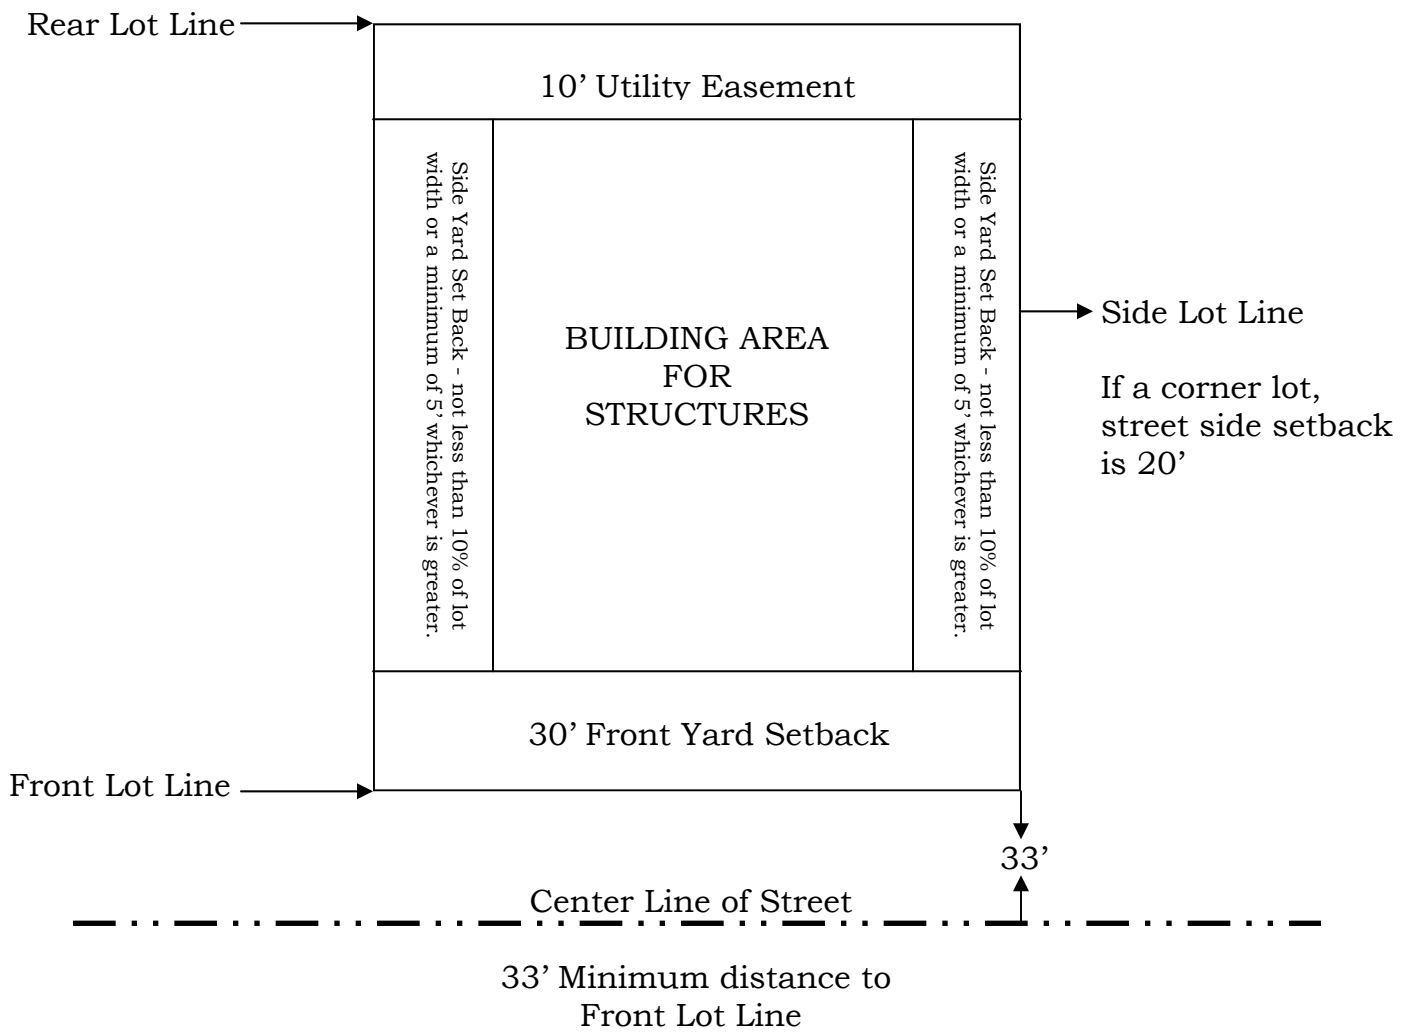 Rear Lot Line
10’ Utility Easement
Side Yard Set Back - not less than 10% of lot
width or a minimum of 5’ whichever is greater.
BUILDING AREA
FOR
STRUCTURES
Side Yard Set Back - not less than 10% of lot
width or a minimum of 5’ whichever is greater.
Side Lot Line
If a corner lot,
street side setback
is 20’
30’ Front Yard Setback
Front Lot Line
33’
Center Line of Street
33’ Minimum distance to
Front Lot Line